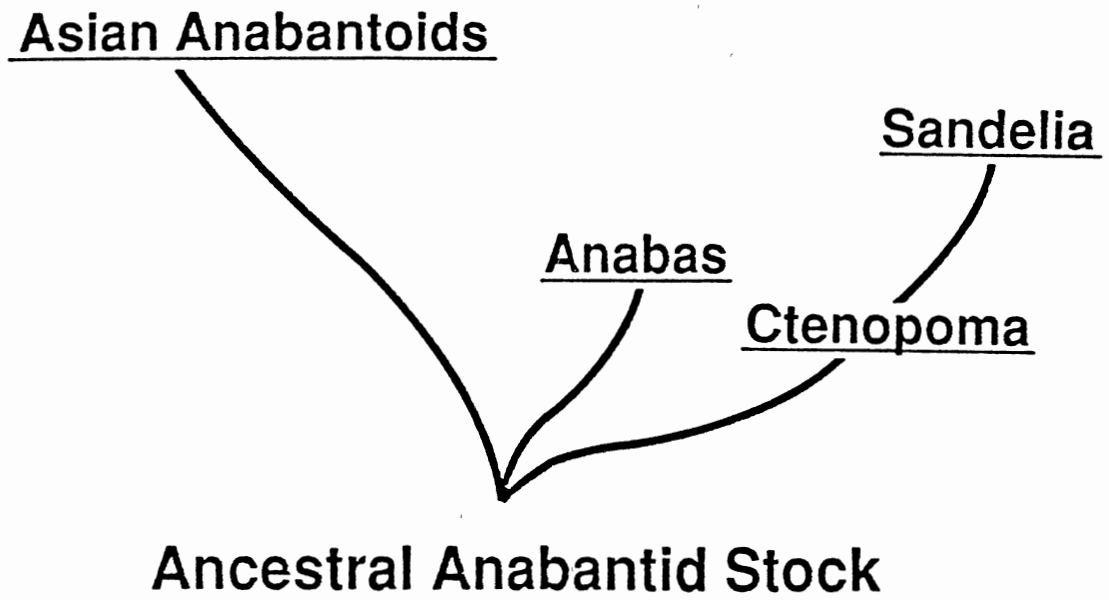 Asian Anabantoids
Sandelia
Anabas
Ctenopoma
Ancestral Anabantid Stock